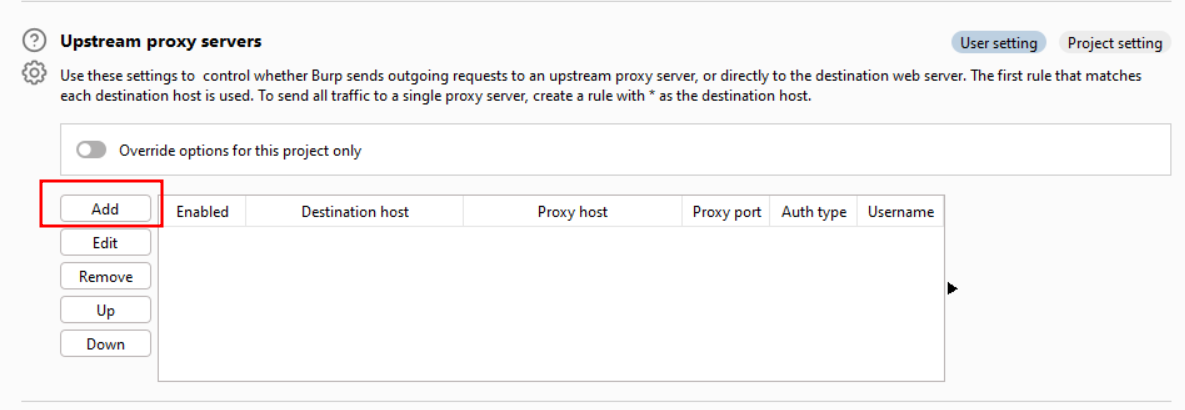 Upstream proxy servers
User setting
Project setting
Use these settings to control whether Burp sends outgoing requests to an upstream proxy server, or directly to the destination web server. The first rule that matches
each destination host is used. To send all traffic to a single proxy server, create a rule with * as the destination host.
Override options for this project only
Add
Edit
Remove
Up
Down
Enabled Destination host Proxy host Proxy port Auth type Username